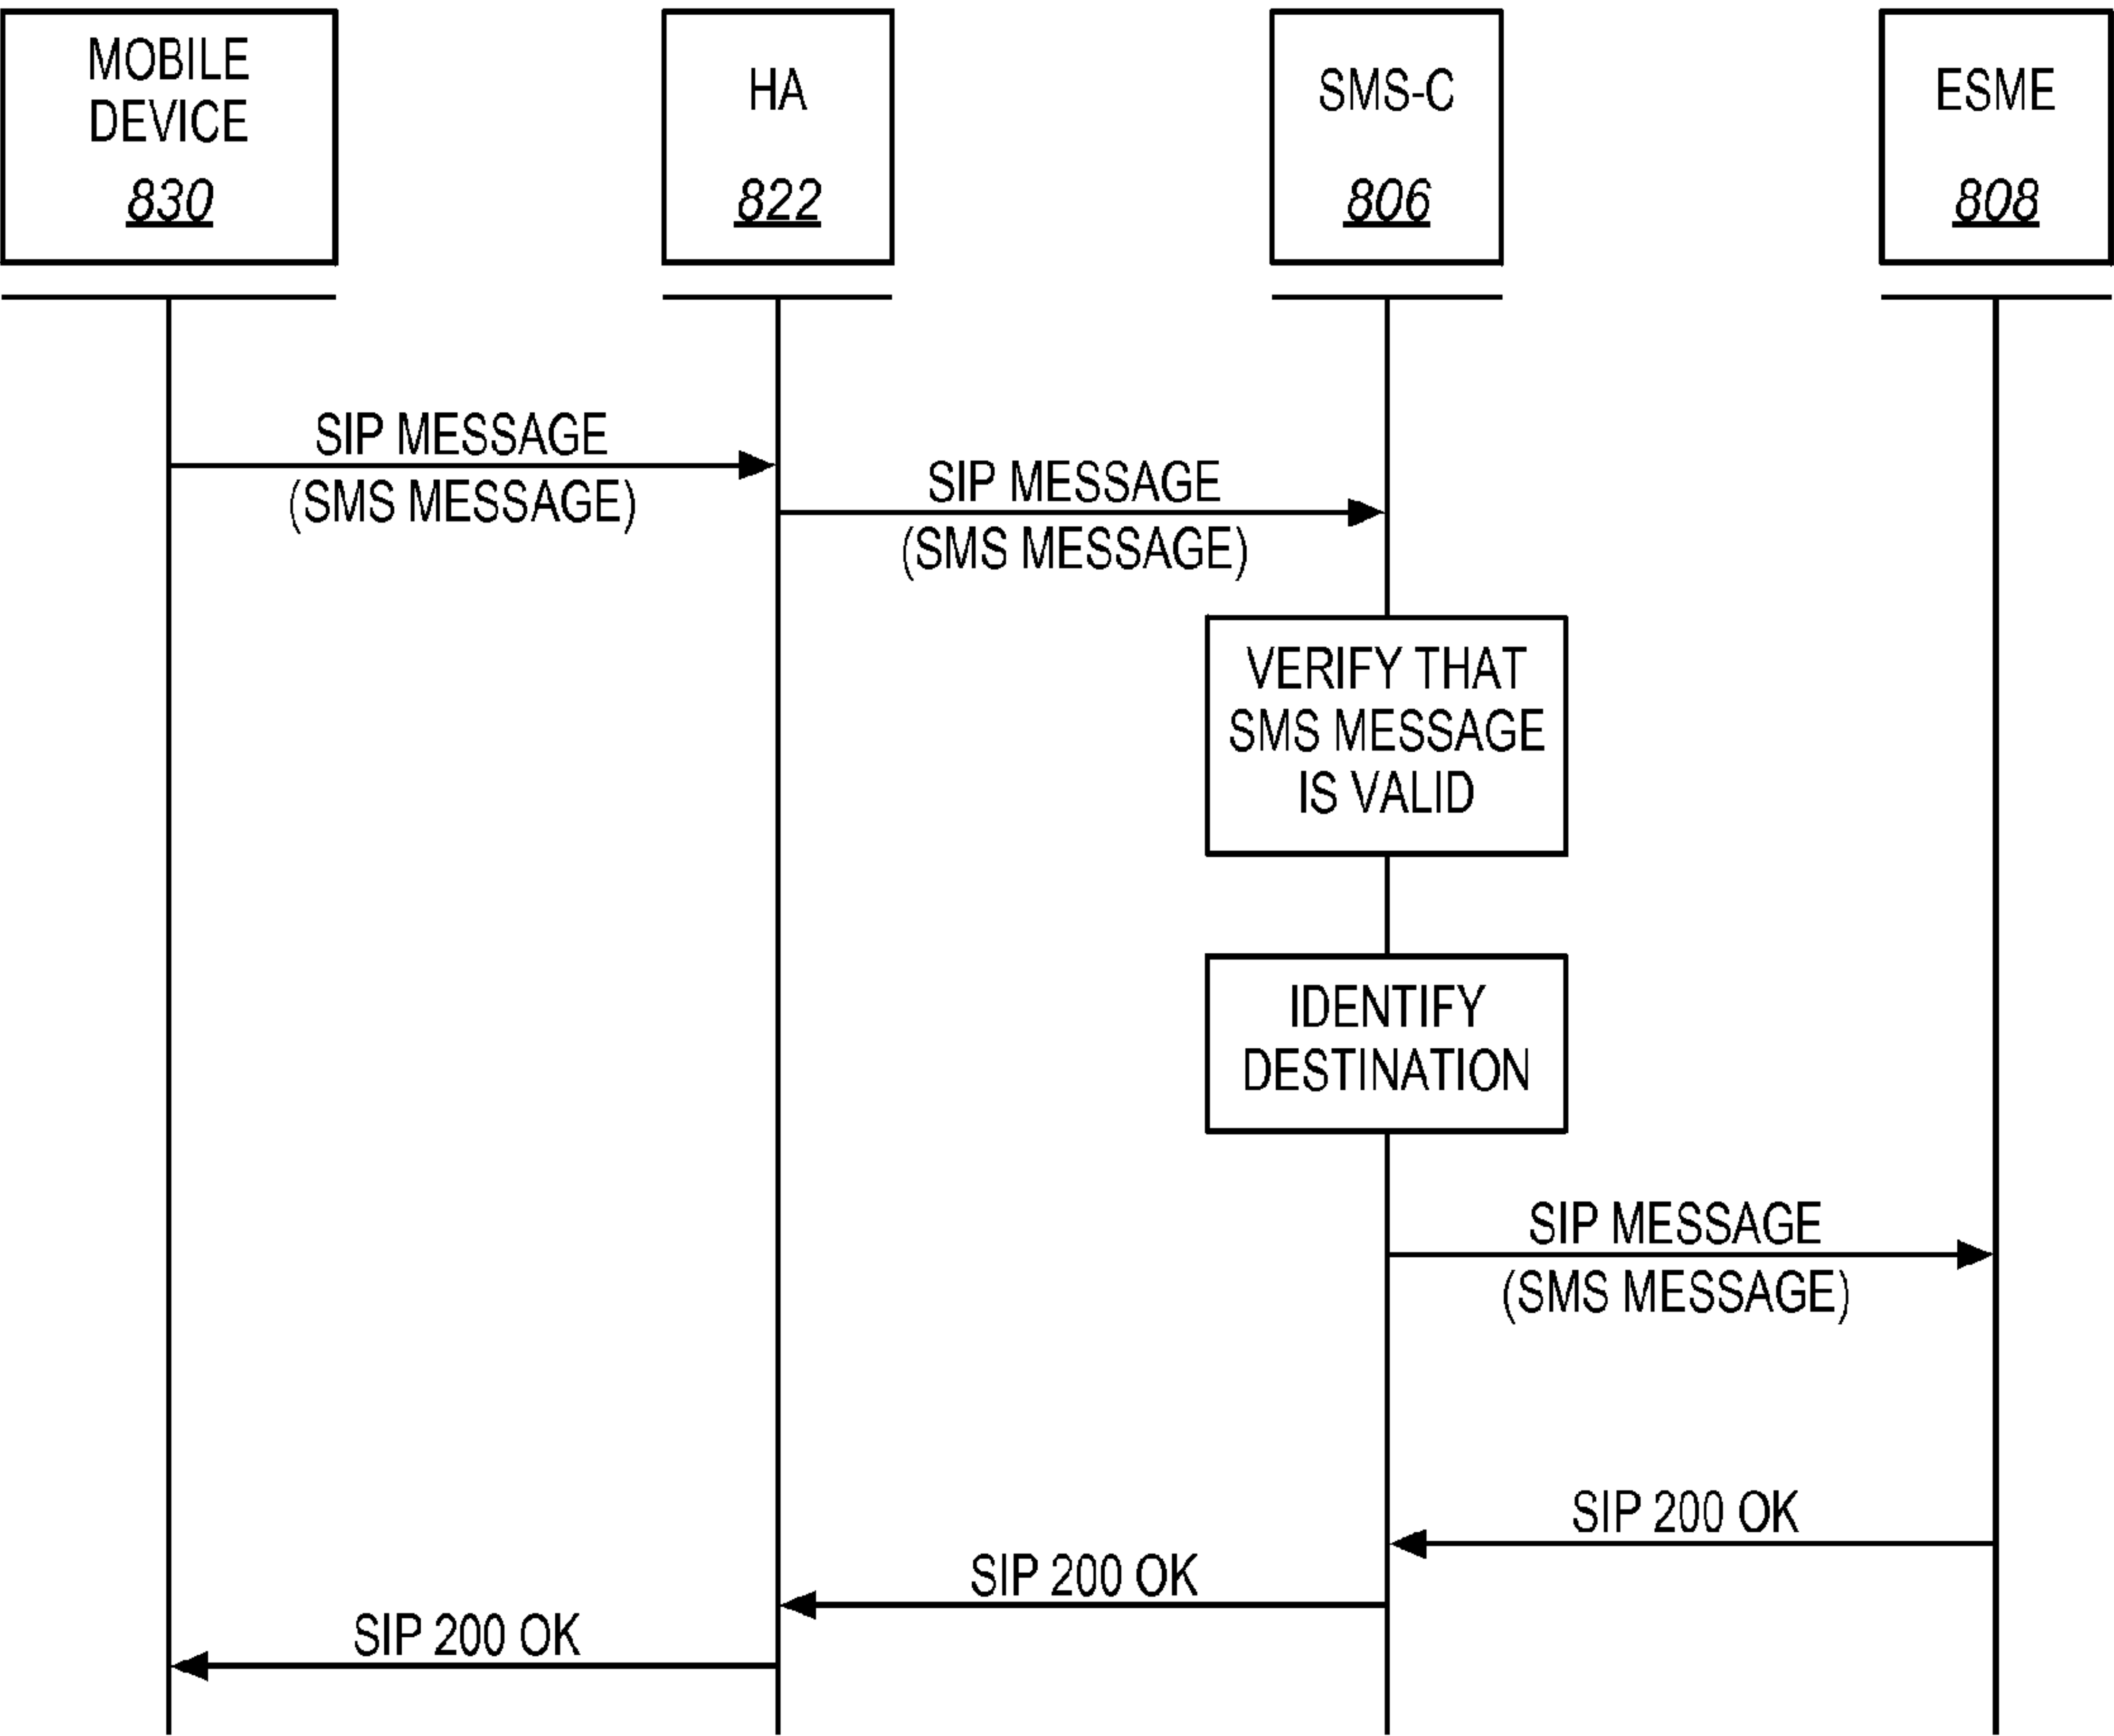 MOBILE
DEVICE
830
HA
822
SMS-C
806
ESME
808
SIP MESSAGE
(SMS MESSAGE)
SIP MESSAGE
(SMS MESSAGE)
VERIFY THAT
SMS MESSAGE
IS VALID
IDENTIFY
DESTINATION
SIP MESSAGE
(SMS MESSAGE)
SIP 200 OK
SIP 200 OK
SIP 200 OK